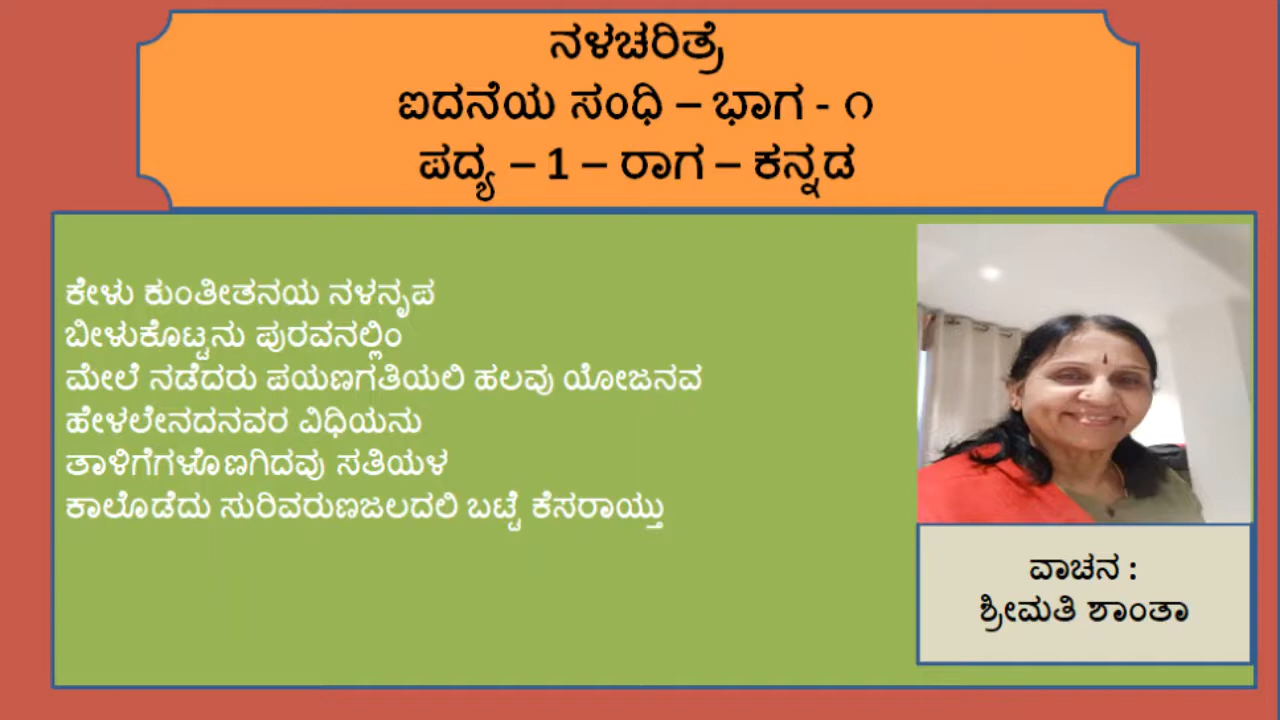 ನಳಚರಿತ್ರೆ
ಐದನೆಯ ಸಂಧಿ – ಭಾಗ - ೧
ಪದ್ಯ – 1 – ರಾಗ – ಕನ್ನಡ
ಕೇಳು ಕುಂತೀತನಯ ನಳನೃಪ
ಬೀಳುಕೊಟ್ಟನು ಪುರವನಲ್ಲಿಂ
ಮೇಲೆ ನಡೆದರು ಪಯಣಗತಿಯಲಿ ಹಲವು ಯೋಜನವ
ಹೇಳಲೇನದನವರ ವಿಧಿಯನು
ತಾಳಿಗೆಗಳೊಣಗಿದವು ಸತಿಯಳ
ಕಾಲೊಡೆದು ಸುರಿವರುಣಜಲದಲಿ ಬಟ್ಟೆ ಕೆಸರಾಯ್ತು
ವಾಚನ :
ಶ್ರೀಮತಿ ಶಾಂತಾ